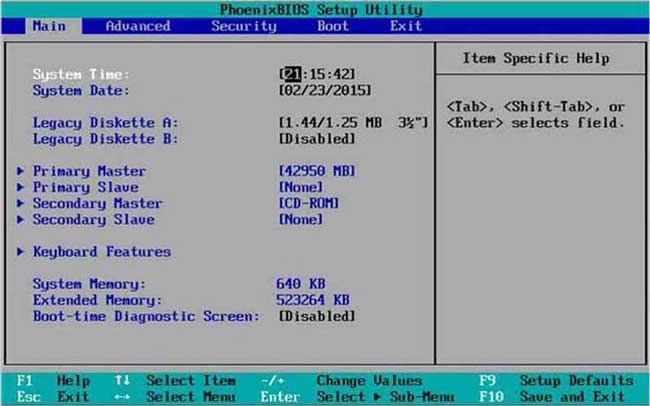 PhoenixBIOS Setup Utility
Main Advanced Security Boot Exit
Item Specific Help
System Time: [21:15:42]
System Date: [02/23/2015]
<Tab>, <Shift-Tab>, or
<Enter> selects field.
Legacy Diskette A: [1.44/1.25 MB 3½"]
Legacy Diskette B: [Disabled]
▶ Primary Master [42950 MB]
▶ Primary Slave [None]
▶ Secondary Master [CD-ROM]
▶ Secondary Slave [None]
▶ Keyboard Features
System Memory: 640 KB
Extended Memory: 523264 KB
Boot-time Diagnostic Screen: [Disabled]
F1 Help ↑↓ Select Item -/+ Change Values F9 Setup Defaults
Esc Exit ↔ Select Menu Enter Select ▶ Sub-Menu F10 Save and Exit